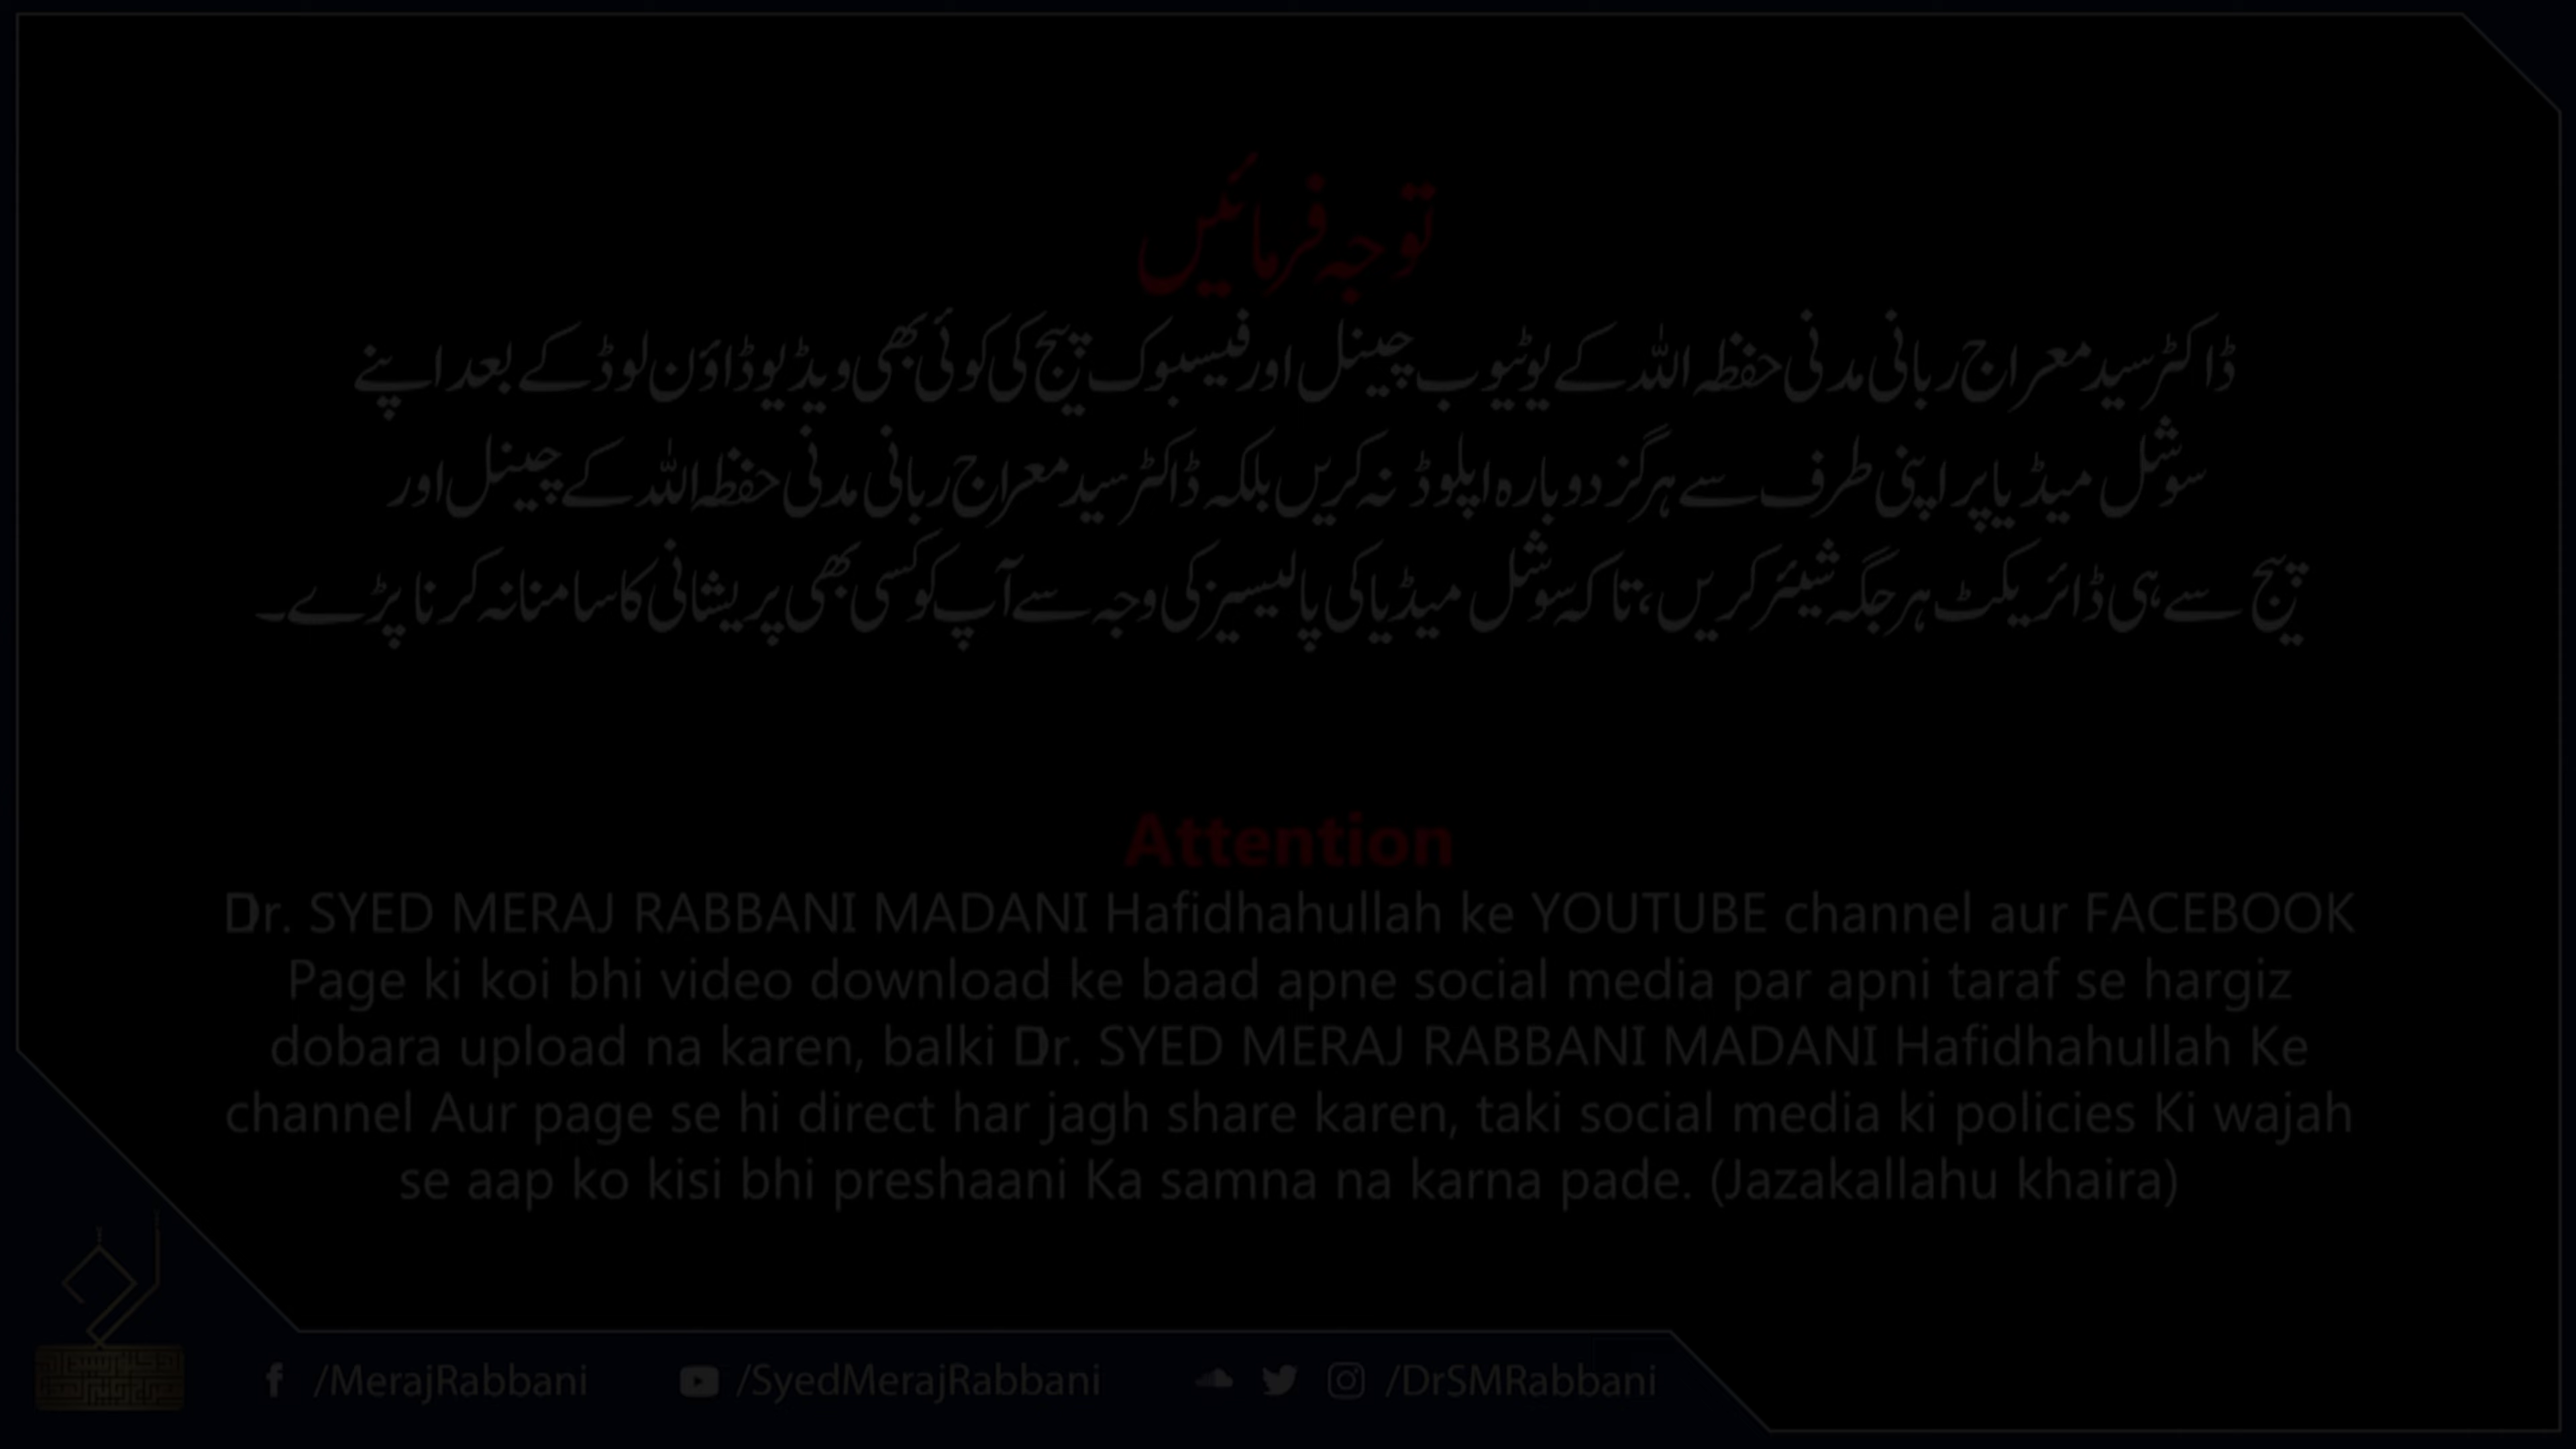 توجہ فرمائیں
ڈاکٹر سید معراج ربانی مدنی حفظہ اللہ کے یوٹیوب چینل اور فیسبوک پیج کی کوئی بھی ویڈیو ڈاؤن لوڈ کے بعد اپنے
سوشل میڈیا پر اپنی طرف سے ہرگز دوبارہ اپلوڈ نہ کریں بلکہ ڈاکٹر سید معراج ربانی مدنی حفظہ اللہ کے چینل اور
پیج سے ہی ڈائریکٹ ہر جگہ شیئر کریں، تاکہ سوشل میڈیا کی پالیسیز کی وجہ سے آپ کو کسی بھی پریشانی کا سامنا نہ کرنا پڑے۔
Attention
Dr. SYED MERAJ RABBANI MADANI Hafidhahullah ke YOUTUBE channel aur FACEBOOK
Page ki koi bhi video download ke baad apne social media par apni taraf se hargiz
dobara upload na karen, balki Dr. SYED MERAJ RABBANI MADANI Hafidhahullah Ke
channel Aur page se hi direct har jagh share karen, taki social media ki policies Ki wajah
se aap ko kisi bhi preshaani Ka samna na karna pade. (Jazakallahu khaira)
/MerajRabbani /SyedMerajRabbani /DrSMRabbani